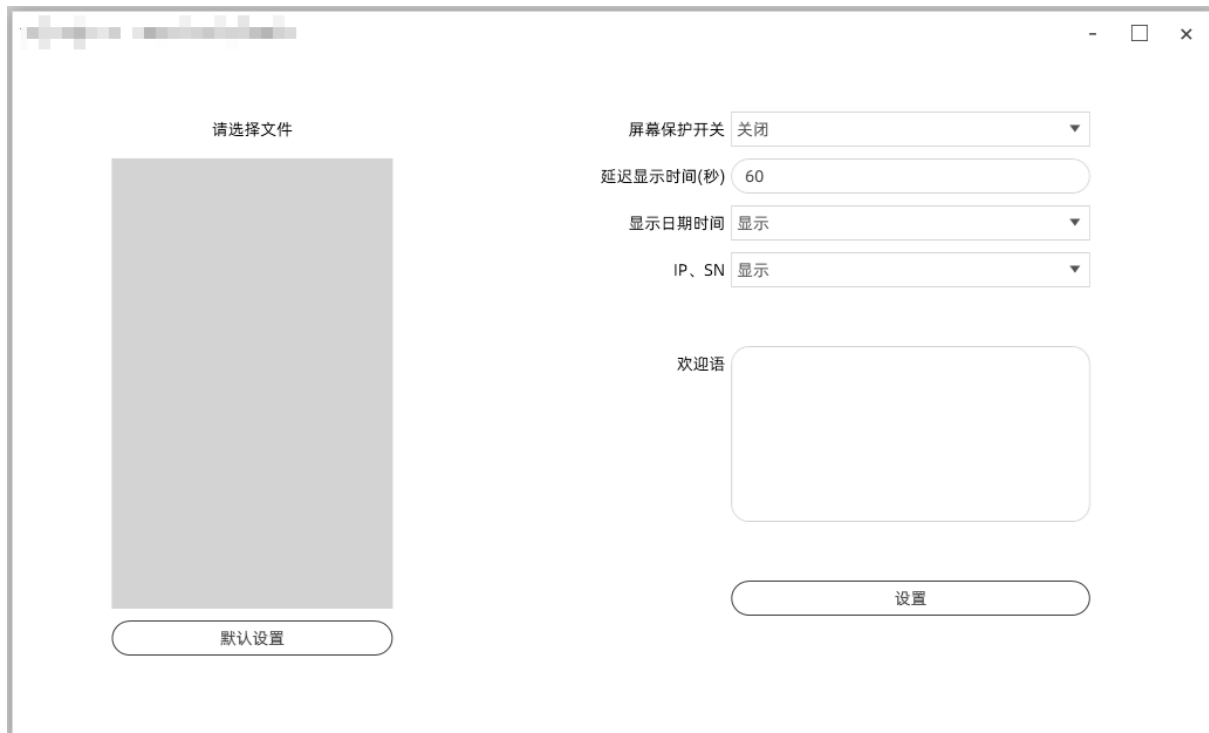 请选择文件
默认设置
屏幕保护开关 关闭
延迟显示时间(秒) 60
显示日期时间 显示
IP、SN 显示
欢迎语
设置